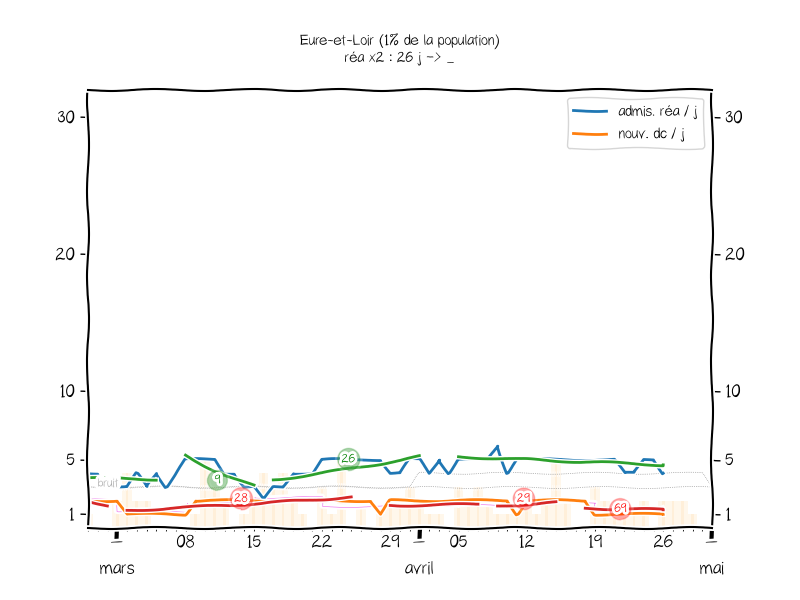 Eure-et-Loir (1% de la population)
réa x2 : 26 j -> _
admis. réa / j
nouv. dc / j
30 30
20 20
10 10
5 5
1 1
bruit
9
26
28
29
69
08 15 22 29 05 12 19 26
mars avril mai